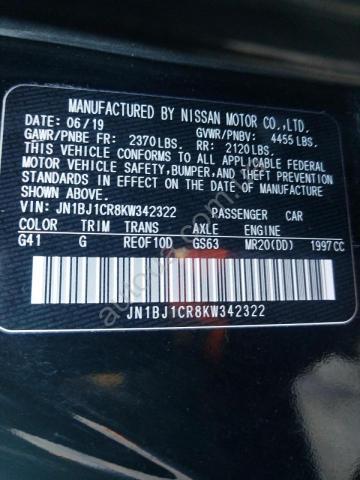 MANUFACTURED BY NISSAN MOTOR CO.,LTD.
DATE: 06/19 GVWR/PNBV: 4455LBS.
GAWR/PNBE FR: 2370LBS. RR: 2120LBS.
THIS VEHICLE CONFORMS TO ALL APPLICABLE FEDERAL
MOTOR VEHICLE SAFETY,BUMPER,AND THEFT PREVENTION
STANDARDS IN EFFECT ON THE DATE OF MANUFACTURE
SHOWN ABOVE.
VIN: JN1BJ1CR8KW342322 PASSENGER CAR
COLOR TRIM TRANS AXLE ENGINE
G41 G RE0F10D GS63 MR20(DD) 1997CC
JN1BJ1CR8KW342322